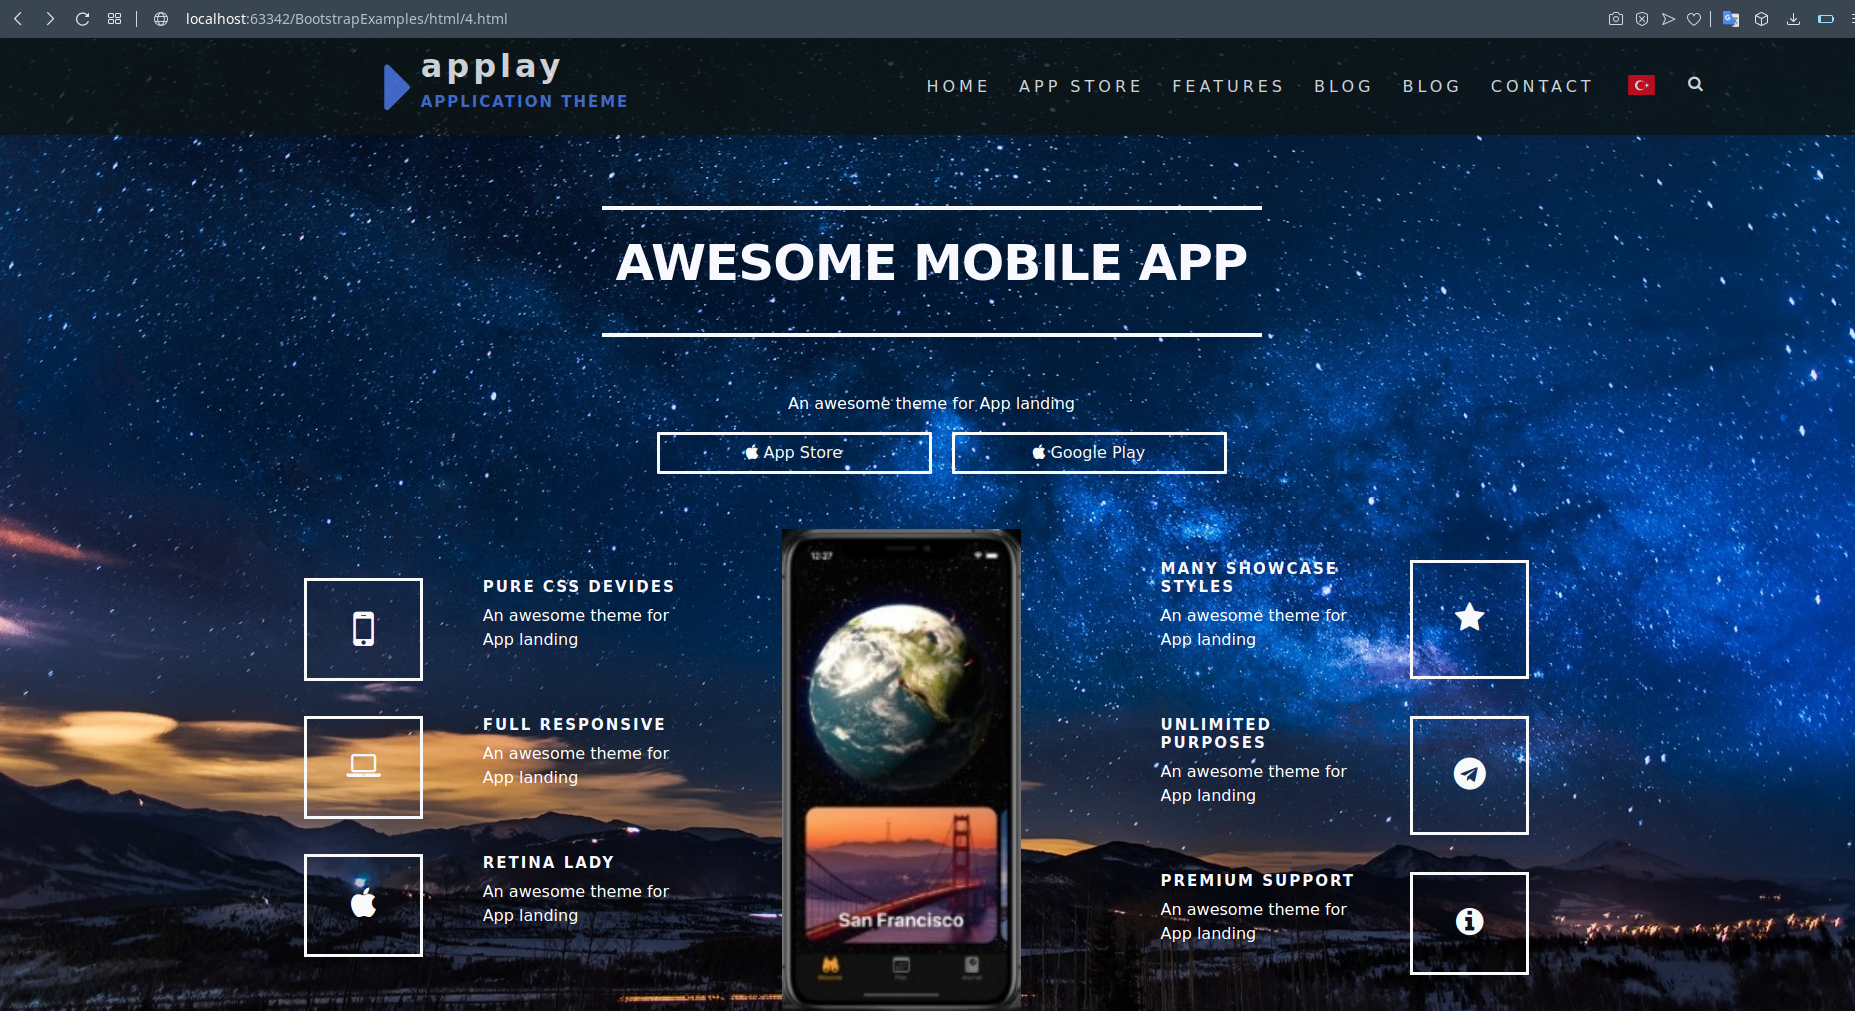 localhost:63342/BootstrapExamples/html/4.html
applay
APPLICATION THEME
HOME APP STORE FEATURES BLOG BLOG CONTACT
AWESOME MOBILE APP
An awesome theme for App landing
App Store
Google Play
PURE CSS DEVIDES
An awesome theme for
App landing
FULL RESPONSIVE
An awesome theme for
App landing
RETINA LADY
An awesome theme for
App landing
12:27
San Francisco
MANY SHOWCASE
STYLES
An awesome theme for
App landing
UNLIMITED
PURPOSES
An awesome theme for
App landing
PREMIUM SUPPORT
An awesome theme for
App landing